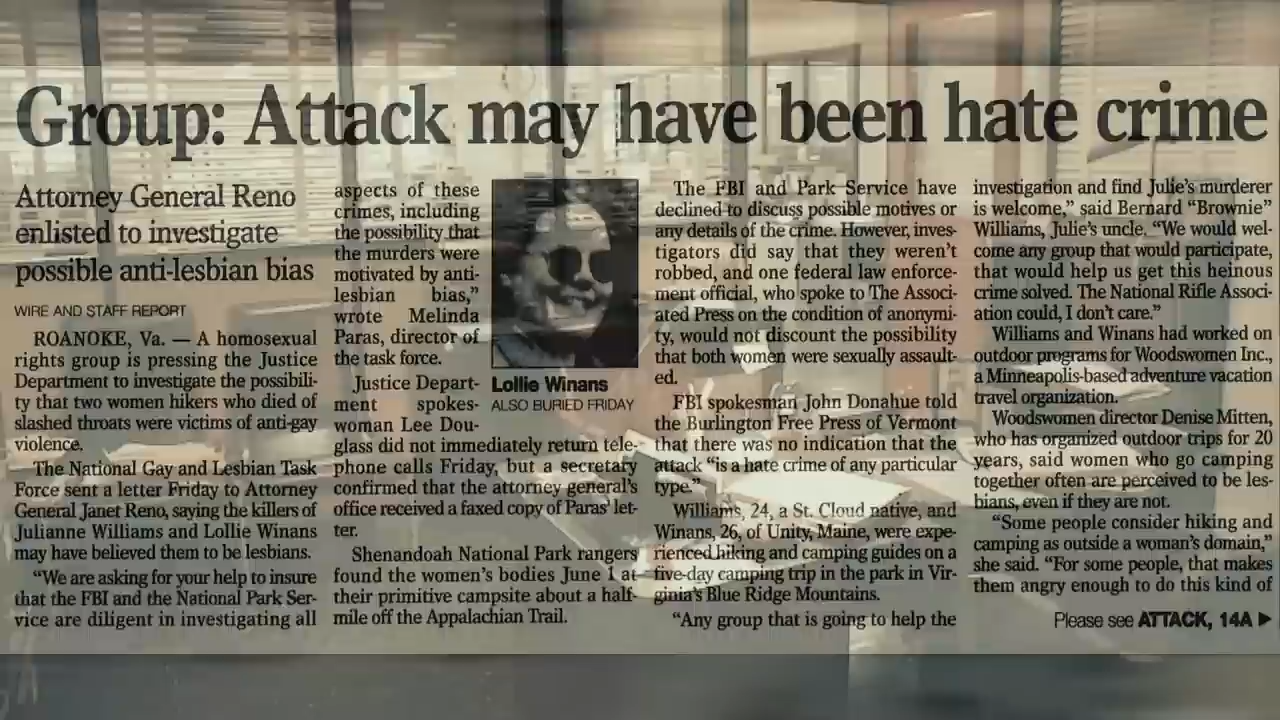 Group: Attack may have been hate crime
Attorney General Reno
enlisted to investigate
possible anti-lesbian bias
WIRE AND STAFF REPORT
ROANOKE, Va. — A homosexual
rights group is pressing the Justice
Department to investigate the possibili-
ty that two women hikers who died of
slashed throats were victims of anti-gay
violence.
The National Gay and Lesbian Task
Force sent a letter Friday to Attorney
General Janet Reno, saying the killers of
Julianne Williams and Lollie Winans
may have believed them to be lesbians.
“We are asking for your help to insure
that the FBI and the National Park Ser-
vice are diligent in investigating all
aspects of these
crimes, including
the possibility that
the murders were
motivated by anti-
lesbian bias,”
wrote Melinda
Paras, director of
the task force.
Justice Depart-
ment spokes-
woman Lee Dou-
glass did not immediately return tele-
phone calls Friday, but a secretary
confirmed that the attorney general’s
office received a faxed copy of Paras’ let-
ter.
Shenandoah National Park rangers
found the women’s bodies June 1 at
their primitive campsite about a half-
mile off the Appalachian Trail.
Lollie Winans
ALSO BURIED FRIDAY
The FBI and Park Service have
declined to discuss possible motives or
any details of the crime. However, inves-
tigators did say that they weren’t
robbed, and one federal law enforce-
ment official, who spoke to The Associ-
ated Press on the condition of anonymi-
ty, would not discount the possibility
that both women were sexually assault-
ed.
FBI spokesman John Donahue told
the Burlington Free Press of Vermont
that there was no indication that the
attack “is a hate crime of any particular
type.”
Williams, 24, a St. Cloud native, and
Winans, 26, of Unity, Maine, were expe-
rienced hiking and camping guides on a
five-day camping trip in the park in Vir-
ginia’s Blue Ridge Mountains.
“Any group that is going to help the
investigation and find Julie’s murderer
is welcome,” said Bernard “Brownie”
Williams, Julie’s uncle. “We would wel-
come any group that would participate,
that would help us get this heinous
crime solved. The National Rifle Associ-
ation could, I don’t care.”
Williams and Winans had worked on
outdoor programs for Woodswomen Inc.,
a Minneapolis-based adventure vacation
travel organization.
Woodswomen director Denise Mitten,
who has organized outdoor trips for 20
years, said women who go camping
together often are perceived to be les-
bians, even if they are not.
“Some people consider hiking and
camping as outside a woman’s domain,”
she said. “For some people, that makes
them angry enough to do this kind of
Please see ATTACK, 14A ▶